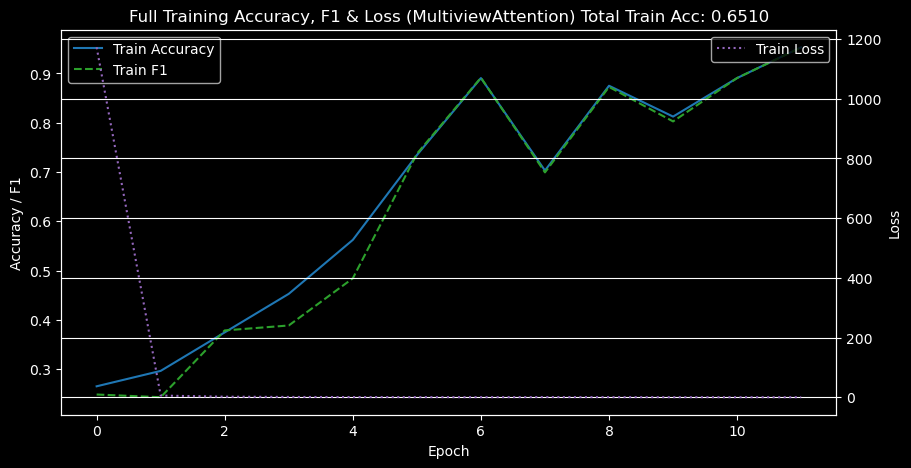 Full Training Accuracy, F1 & Loss (MultiviewAttention) Total Train Acc: 0.6510
Train Accuracy
Train F1
Train Loss
Accuracy / F1
0.9
0.8
0.7
0.6
0.5
0.4
0.3
1200
1000
800
600
400
200
0
Loss
0 2 4 6 8 10
Epoch